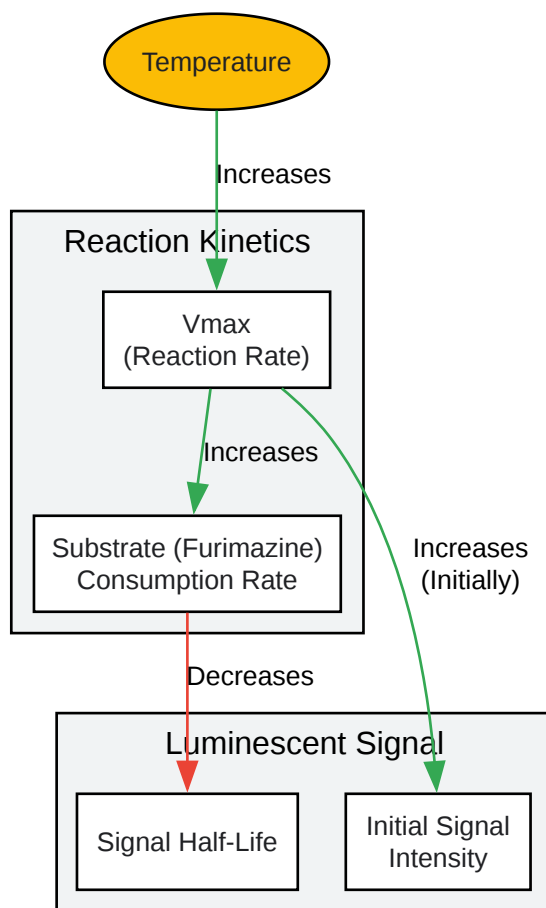 Temperature
Increases
Reaction Kinetics
Vmax
(Reaction Rate)
Increases
Substrate (Furimazine)
Consumption Rate
Increases
(Initially)
Decreases
Luminescent Signal
Signal Half-Life
Initial Signal
Intensity